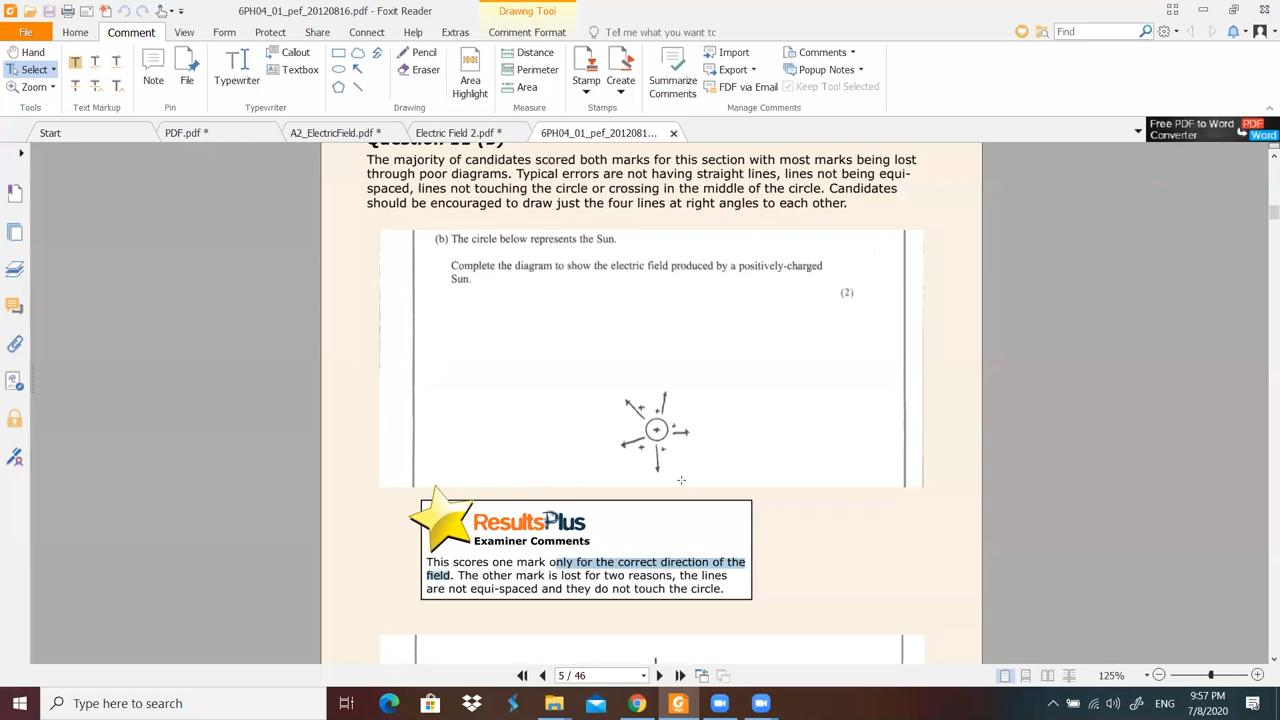 6PH04_01_pef_20120816.pdf - Foxit Reader
Drawing Tool
File
Home
Comment
View
Form
Protect
Share
Connect
Help
Extras
Comment Format
Tell me what you want tc
Find
Hand
Select
Zoom
Tools
Text Markup
Note
File
Pin
Typewriter
Callout
Textbox
Typewriter
Pencil
Eraser
Drawing
Area
Highlight
Distance
Perimeter
Area
Measure
Stamp
Create
Stamps
Summarize
Comments
Import
Export
FDF via Email
Comments
Popup Notes
Keep Tool Selected
Manage Comments
Start
PDF.pdf *
A2_ElectricField.pdf *
Electric Field 2.pdf *
6PH04_01_pef_2012081...
Free PDF to Word
Converter
PDF
Word
The majority of candidates scored both marks for this section with most marks being lost
through poor diagrams. Typical errors are not having straight lines, lines not being equi-
spaced, lines not touching the circle or crossing in the middle of the circle. Candidates
should be encouraged to draw just the four lines at right angles to each other.
(b) The circle below represents the Sun.
Complete the diagram to show the electric field produced by a positively-charged
Sun.
(2)
ResultsPlus
Examiner Comments
This scores one mark only for the correct direction of the
field. The other mark is lost for two reasons, the lines
are not equi-spaced and they do not touch the circle.
5 / 46
125%
Type here to search
ENG
9:57 PM
7/8/2020